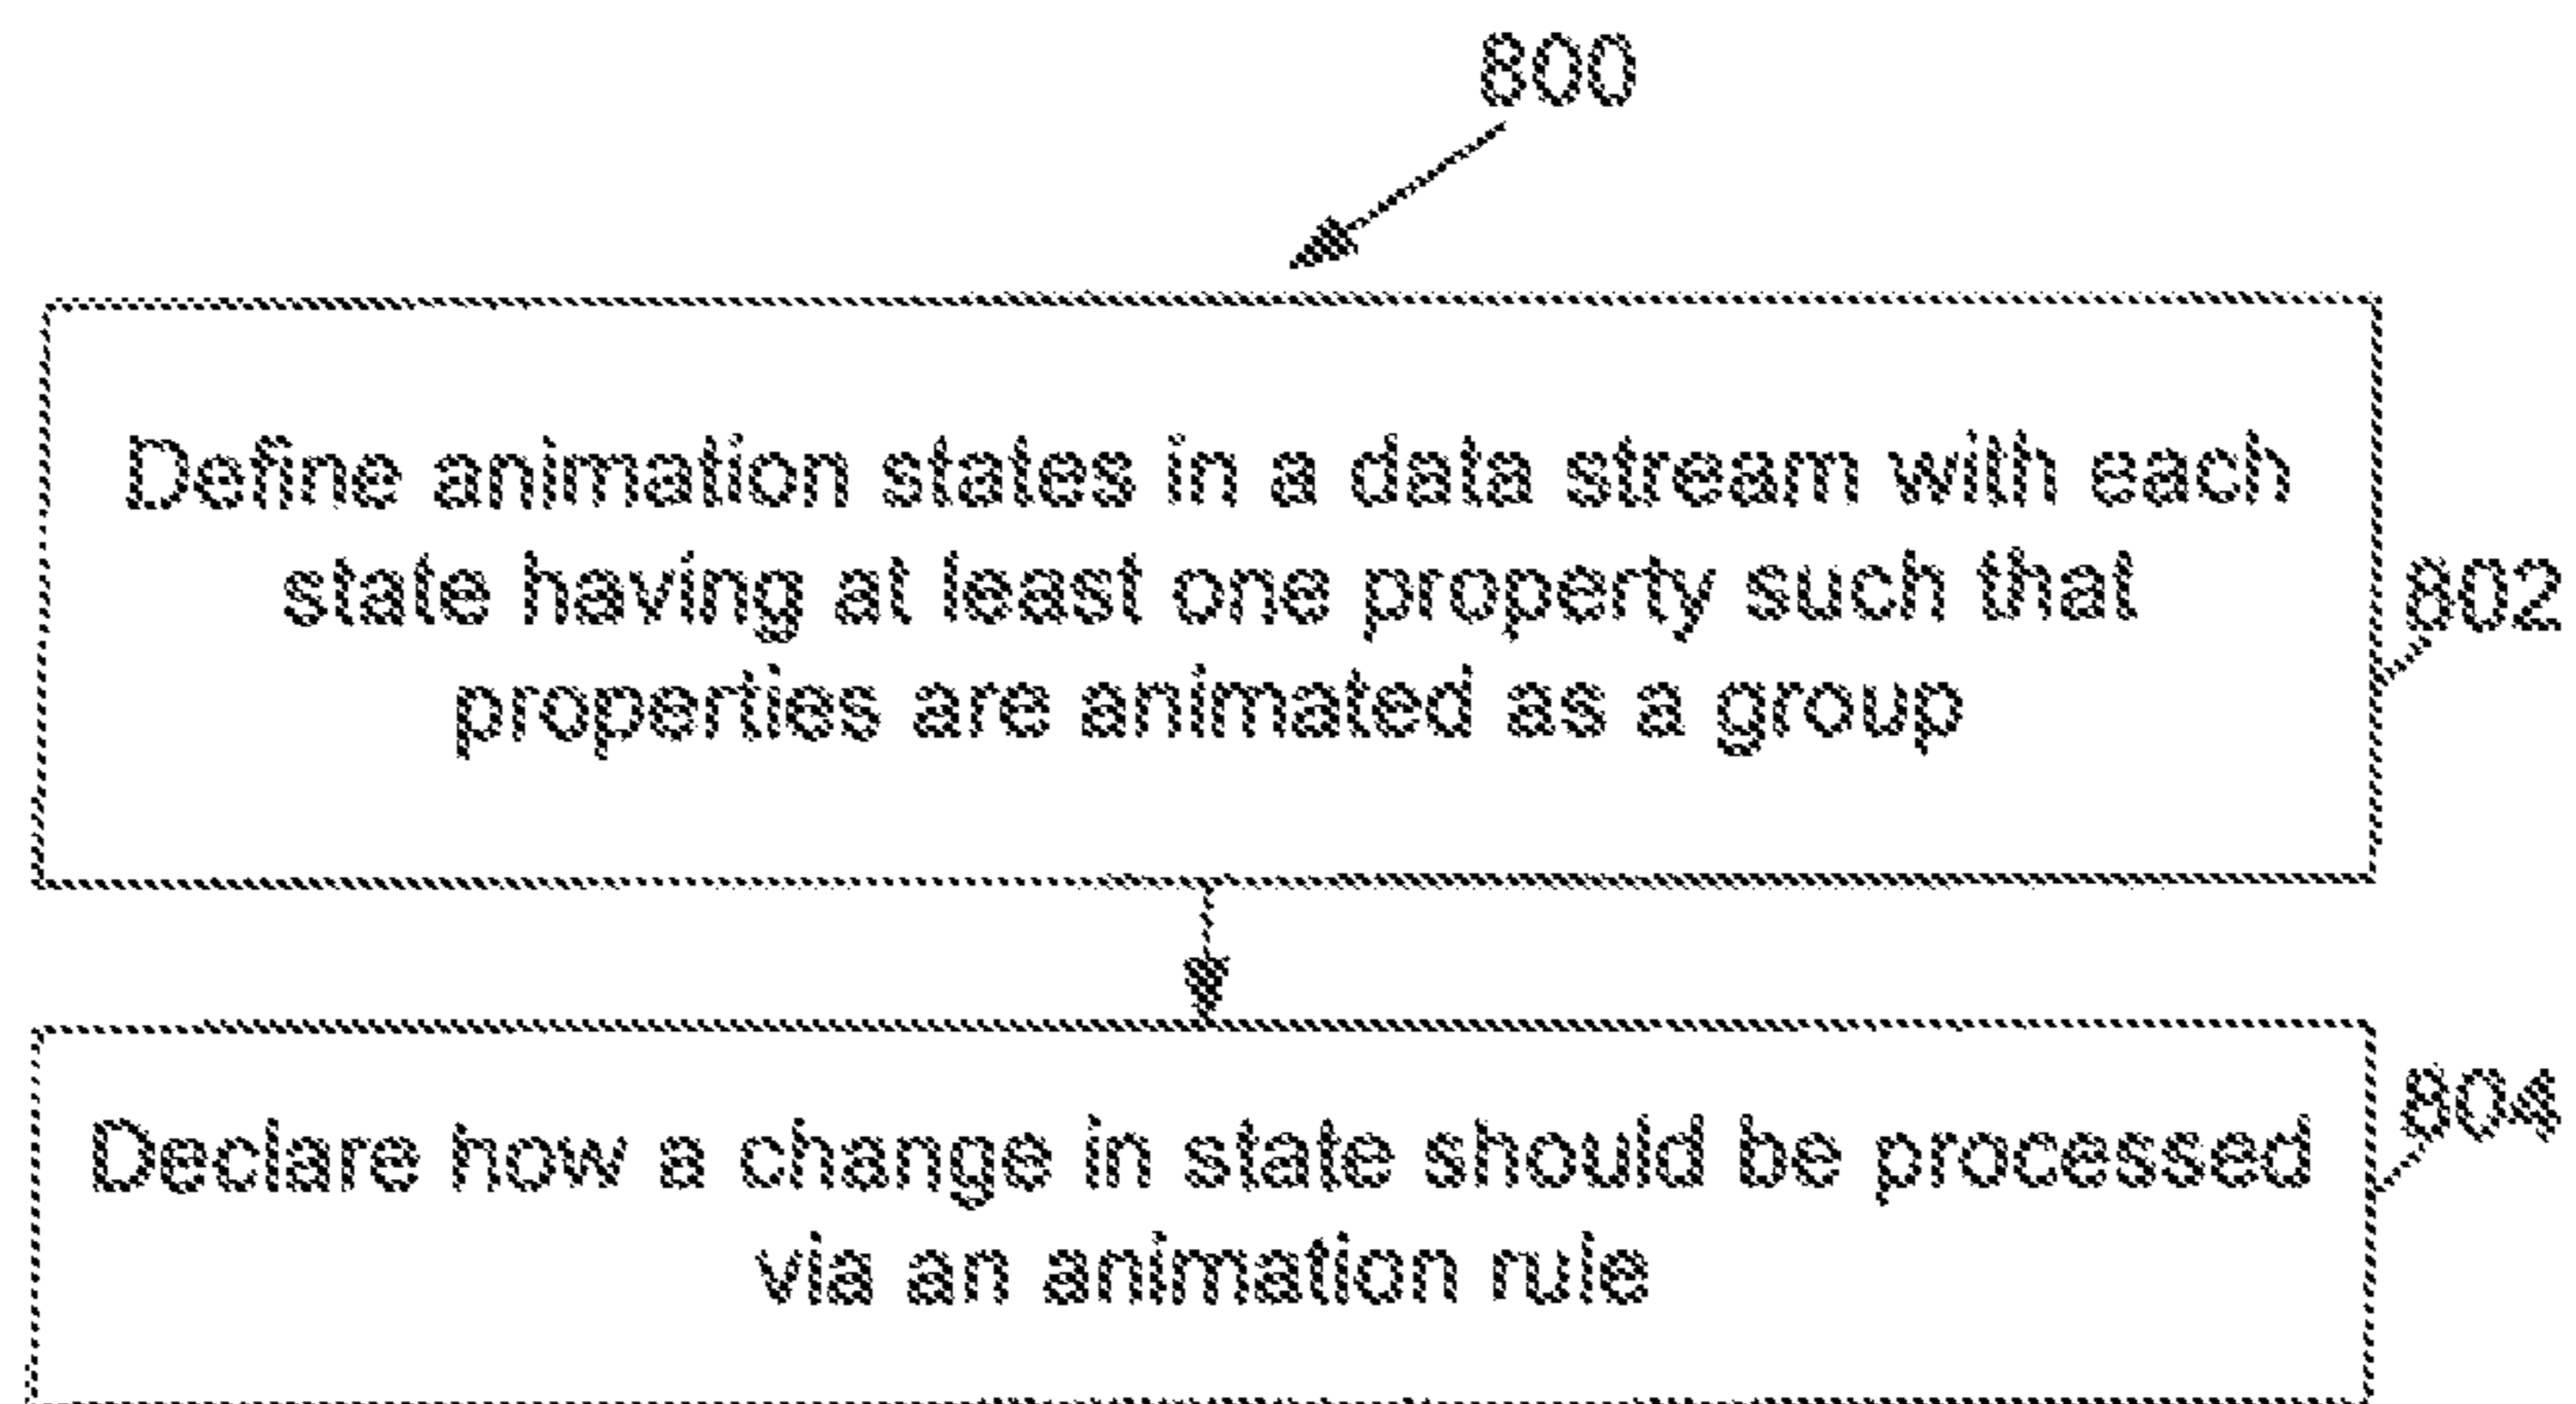 800
Define animation states in a data stream with each
state having at least one property such that
properties are animated as a group
802
Declare how a change in state should be processed
via an animation rule
804